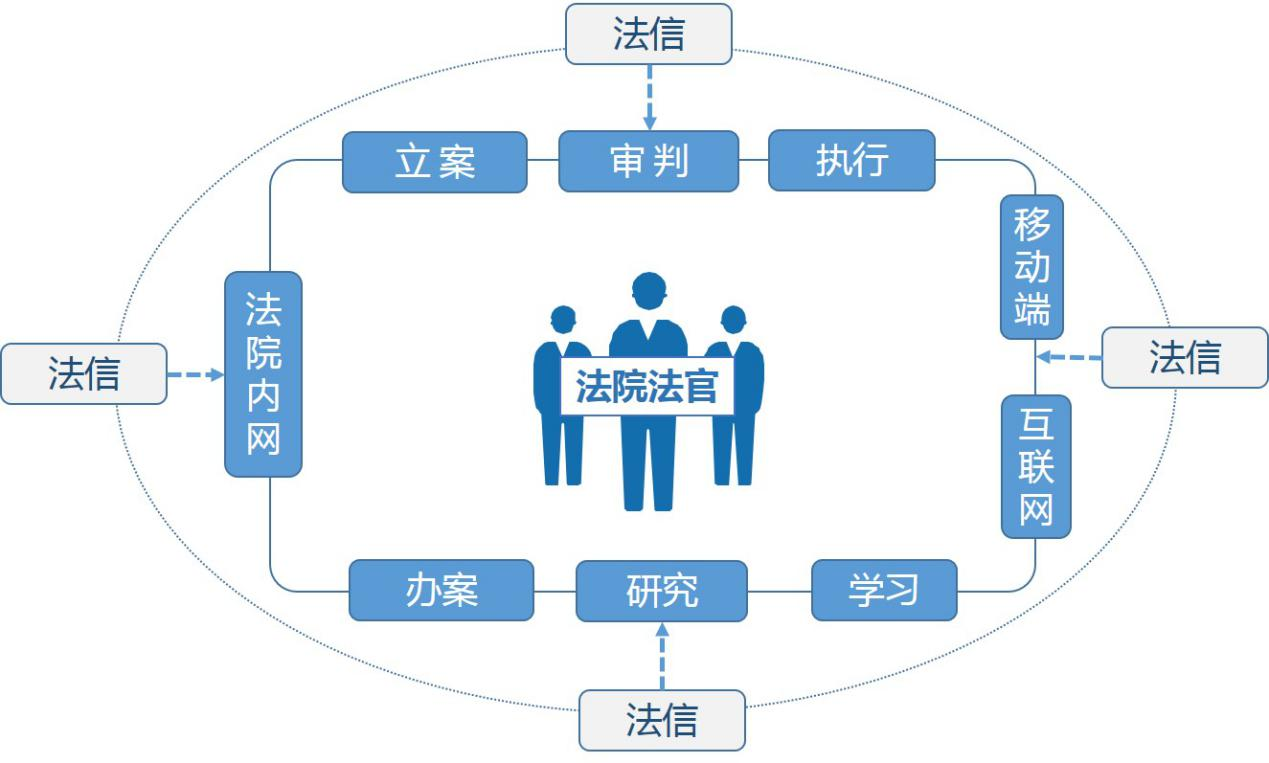 法信
立案
审判
执行
移动端
法院内网
法院法官
法信
法信
互联网
办案
研究
学习
法信